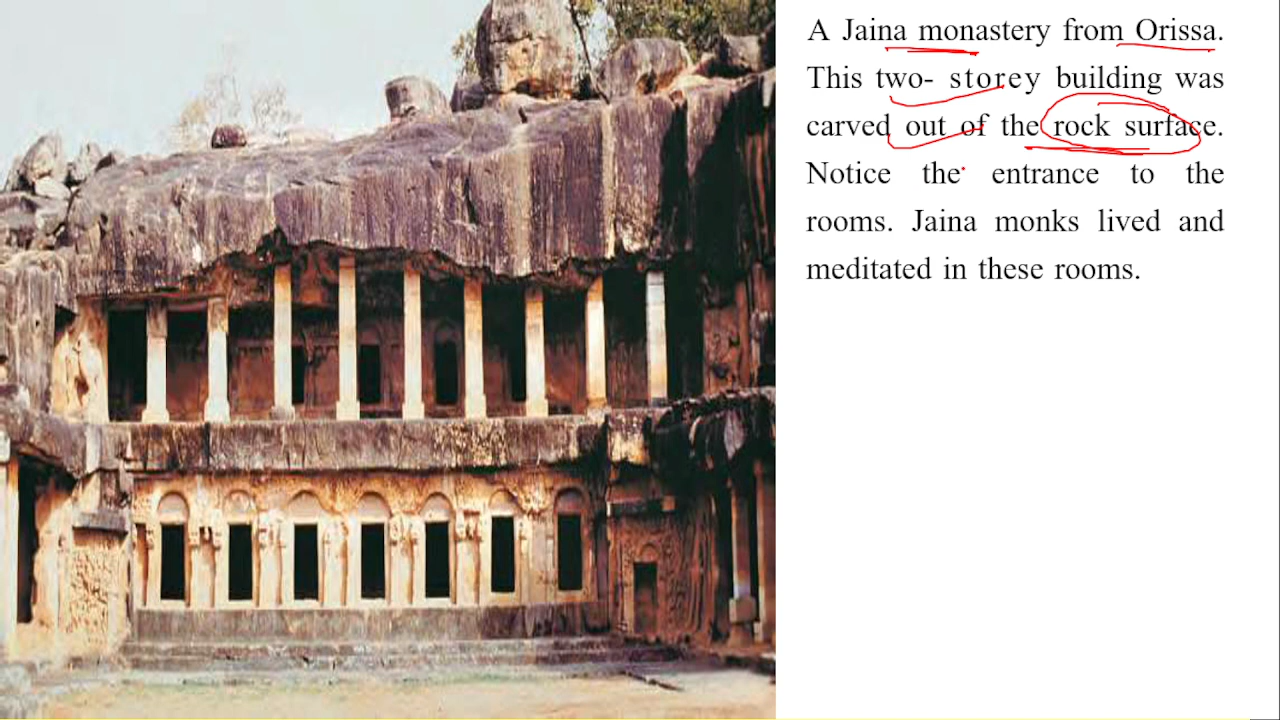 A Jaina monastery from Orissa.
This two- storey building was
carved out of the rock surface.
Notice the entrance to the
rooms. Jaina monks lived and
meditated in these rooms.